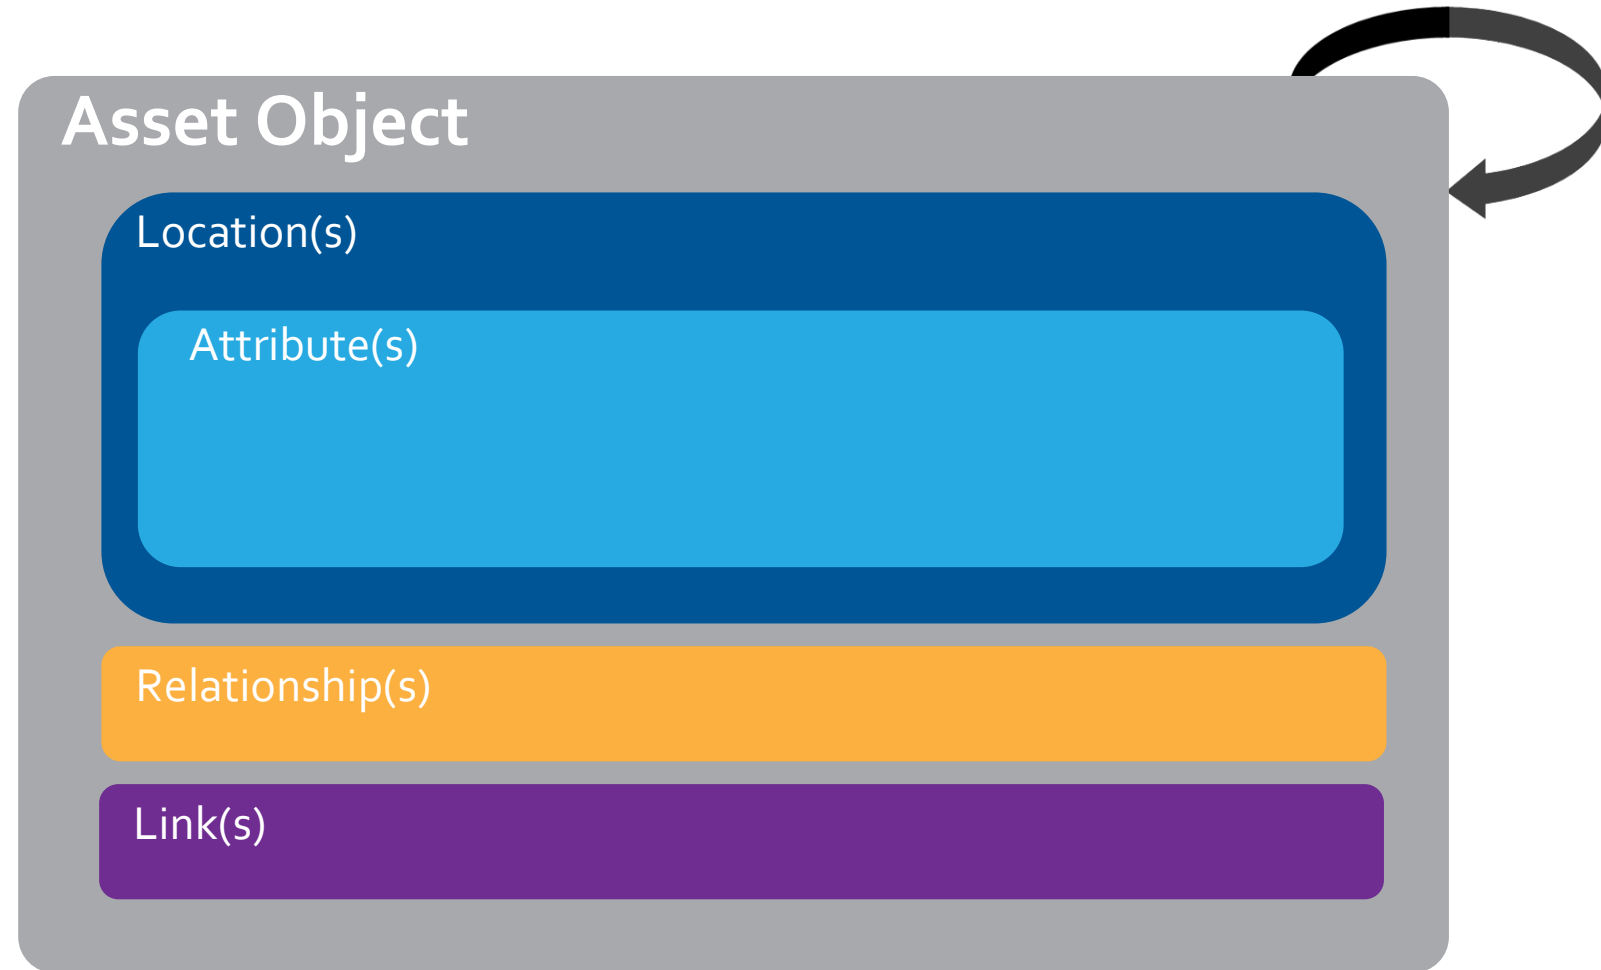 Asset Object
Location(s)
Attribute(s)
Relationship(s)
Link(s)